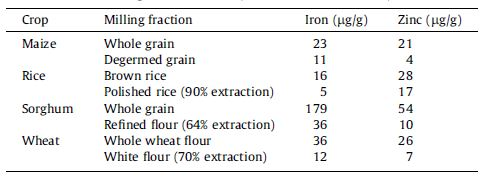 Crop Milling fraction Iron (µg/g) Zinc (µg/g)
Maize Whole grain 23 21
Degermed grain 11 4
Rice Brown rice 16 28
Polished rice (90% extraction) 5 17
Sorghum Whole grain 179 54
Refined flour (64% extraction) 36 10
Wheat Whole wheat flour 36 26
White flour (70% extraction) 12 7